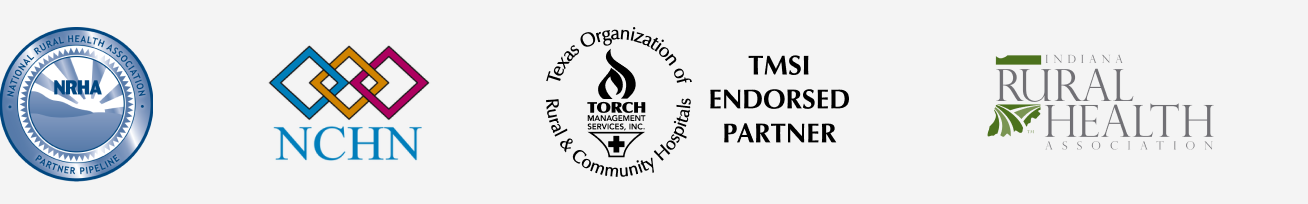 NATIONAL RURAL HEALTH ASSOCIATION
NRHA
PARTNER PIPELINE
NCHN
Texas Organization of
Rural & Community Hospitals
TORCH
MANAGEMENT
SERVICES, INC.
TMSI
ENDORSED
PARTNER
INDIANA
RURAL
HEALTH
ASSOCIATION